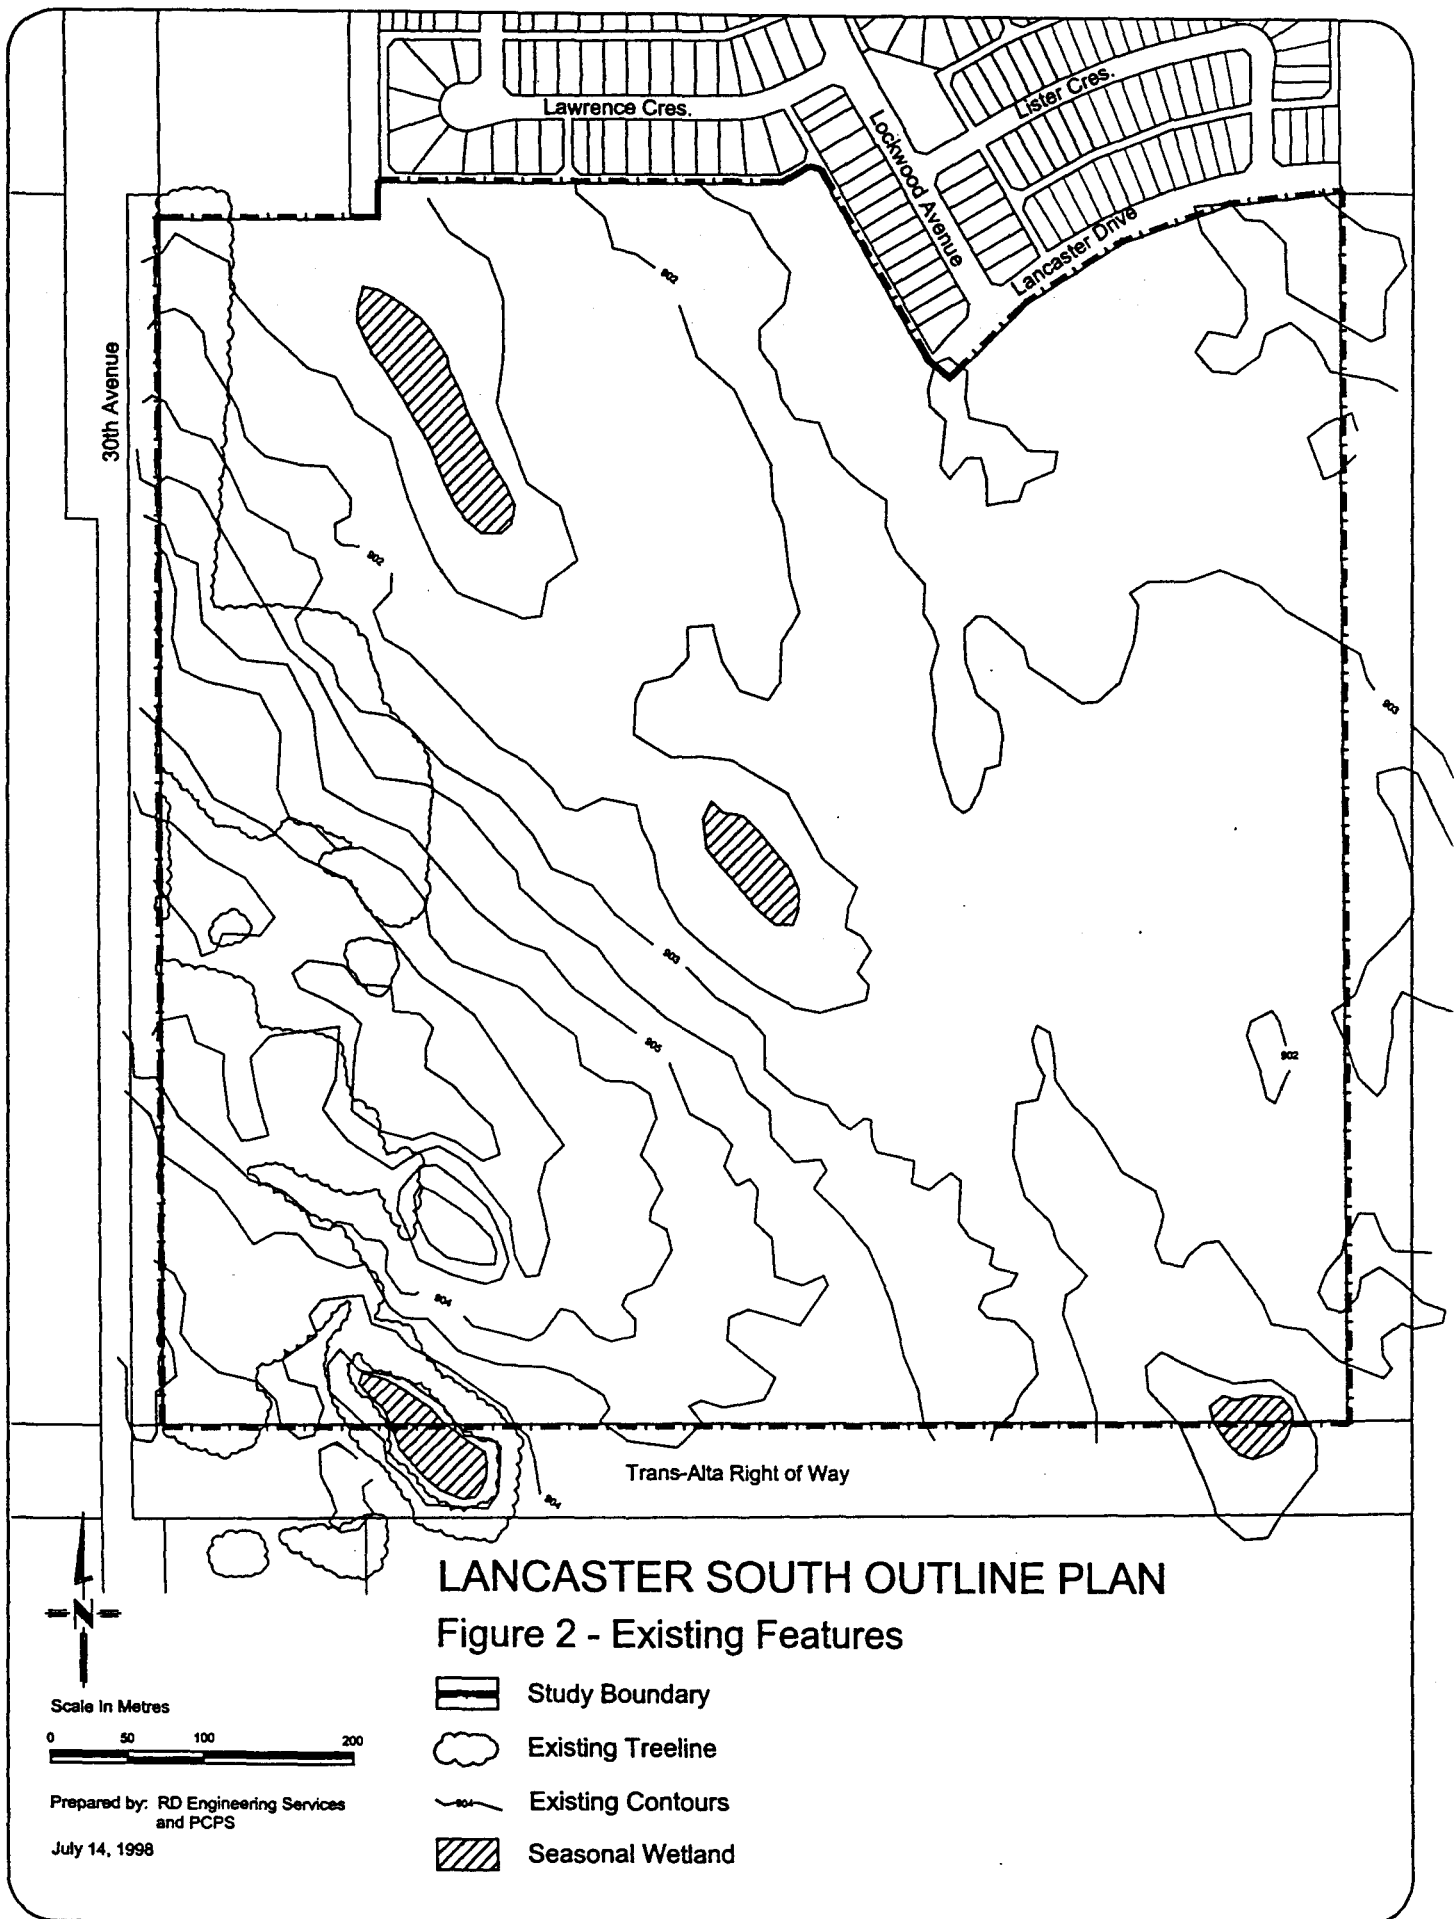 Lawrence Cres.
Lister Cres.
Lockwood Avenue
Lancaster Drive
30th Avenue
902
902
903
903
905
902
904
904
Trans-Alta Right of Way
LANCASTER SOUTH OUTLINE PLAN
Figure 2 - Existing Features
N
Study Boundary
Scale In Metres
0 50 100 200
Existing Treeline
904
Existing Contours
Prepared by: RD Engineering Services
and PCPS
July 14, 1998
Seasonal Wetland